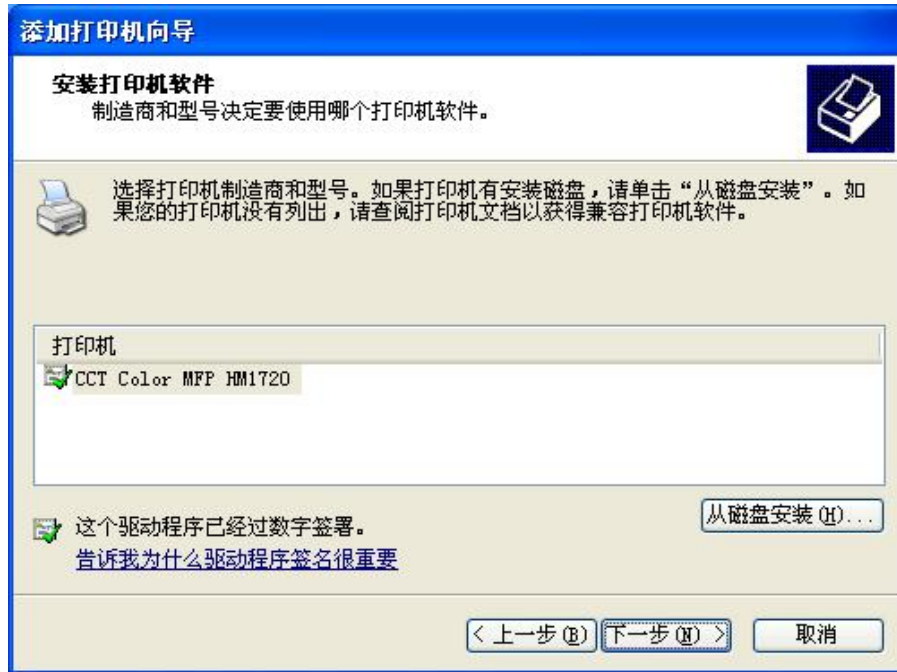 添加打印机向导
安装打印机软件
制造商和型号决定要使用哪个打印机软件。
选择打印机制造商和型号。如果打印机有安装磁盘，请单击“从磁盘安装”。如
果您的打印机没有列出，请查阅打印机文档以获得兼容打印机软件。
打印机
CCT Color MFP HM1720
这个驱动程序已经过数字签署。
从磁盘安装(H)...
告诉我为什么驱动程序签名很重要
< 上一步(B)
下一步(N) >
取消